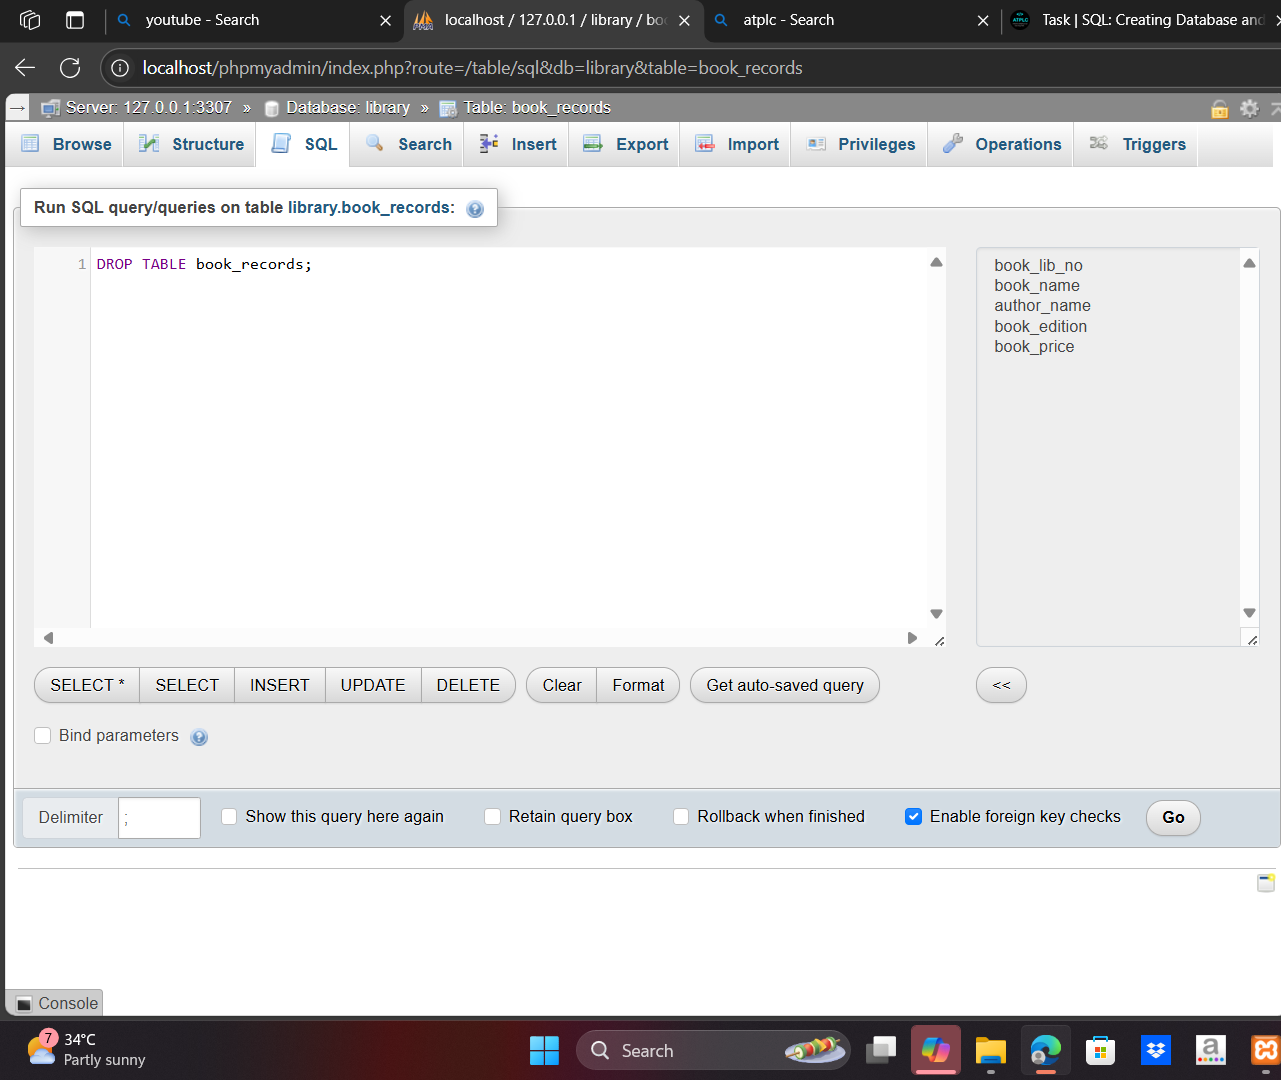 youtube - Search
localhost / 127.0.0.1 / library / boo
atplc - Search
Task | SQL: Creating Database and
localhost/phpmyadmin/index.php?route=/table/sql&db=library&table=book_records
Server: 127.0.0.1:3307 » Database: library » Table: book_records
Browse Structure SQL Search Insert Export Import Privileges Operations Triggers
Run SQL query/queries on table library.book_records:
1 DROP TABLE book_records;
book_lib_no
book_name
author_name
book_edition
book_price
SELECT * SELECT INSERT UPDATE DELETE Clear Format Get auto-saved query <<
Bind parameters
Delimiter ; Show this query here again Retain query box Rollback when finished Enable foreign key checks Go
Console
7 34°C
Partly sunny
Search